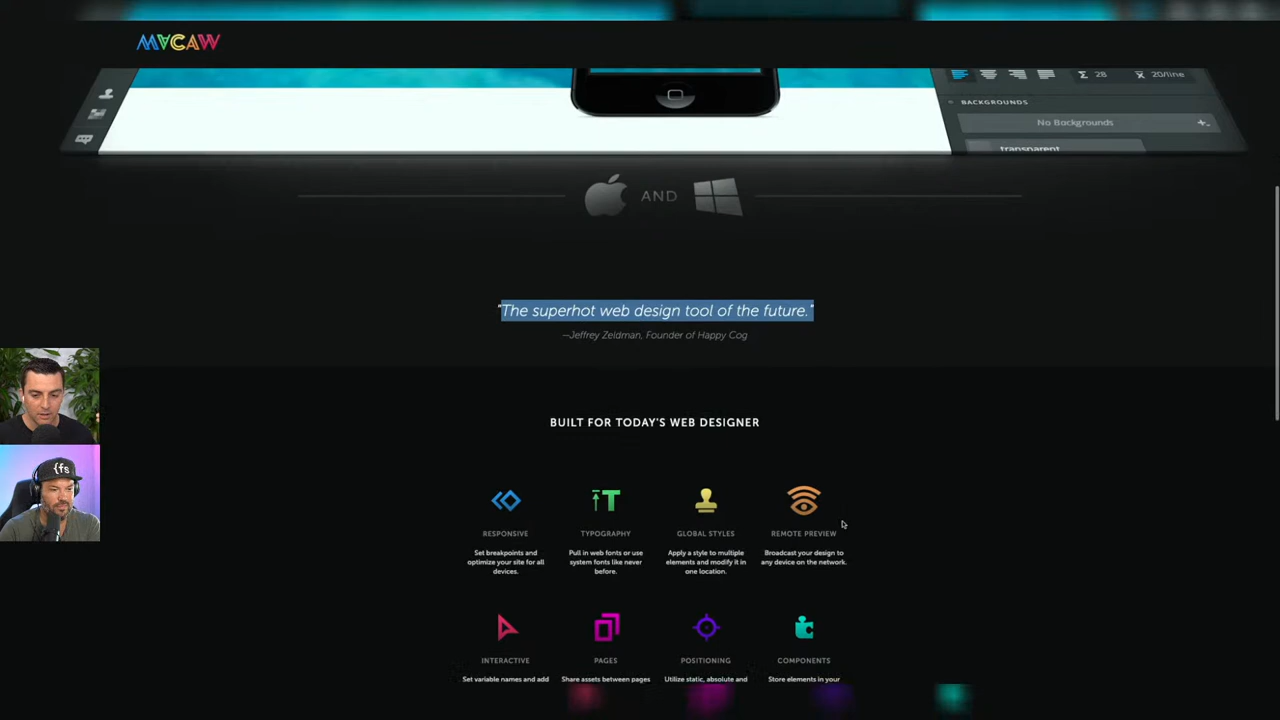 MACAW
28
20/line
BACKGROUNDS
No Backgrounds
transparent
AND
"The superhot web design tool of the future."
—Jeffrey Zeldman, Founder of Happy Cog
BUILT FOR TODAY'S WEB DESIGNER
RESPONSIVE
Set breakpoints and
optimize your site for all
devices.
TYPOGRAPHY
Pull in web fonts or use
system fonts like never
before.
GLOBAL STYLES
Apply a style to multiple
elements and modify it in
one location.
REMOTE PREVIEW
Broadcast your design to
any device on the network.
INTERACTIVE
Set variable names and add
PAGES
Share assets between pages
POSITIONING
Utilize static, absolute and
COMPONENTS
Store elements in your
{fs